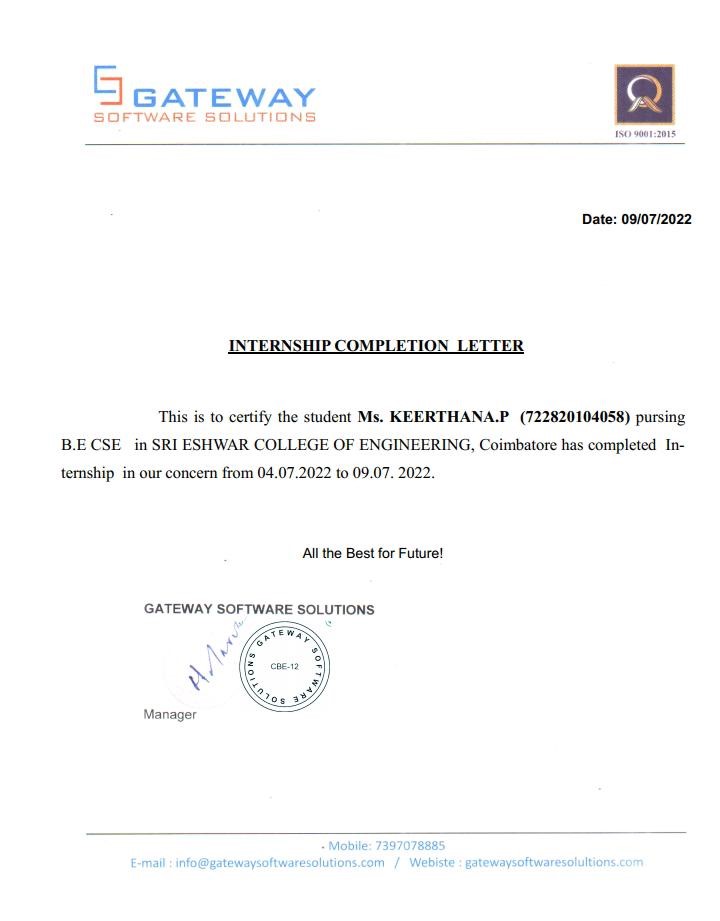 GATEWAY
SOFTWARE SOLUTIONS
ISO 9001:2015
Date: 09/07/2022
INTERNSHIP COMPLETION LETTER
This is to certify the student Ms. KEERTHANA.P (722820104058) pursing
B.E CSE in SRI ESHWAR COLLEGE OF ENGINEERING, Coimbatore has completed In-
ternship in our concern from 04.07.2022 to 09.07. 2022.
All the Best for Future!
GATEWAY SOFTWARE SOLUTIONS
GATEWAY SOFTWARE SOLUTIONS
CBE-12
Manager
- Mobile: 7397078885
E-mail : info@gatewaysoftwaresolutions.com / Webiste : gatewaysoftwaresolultions.com